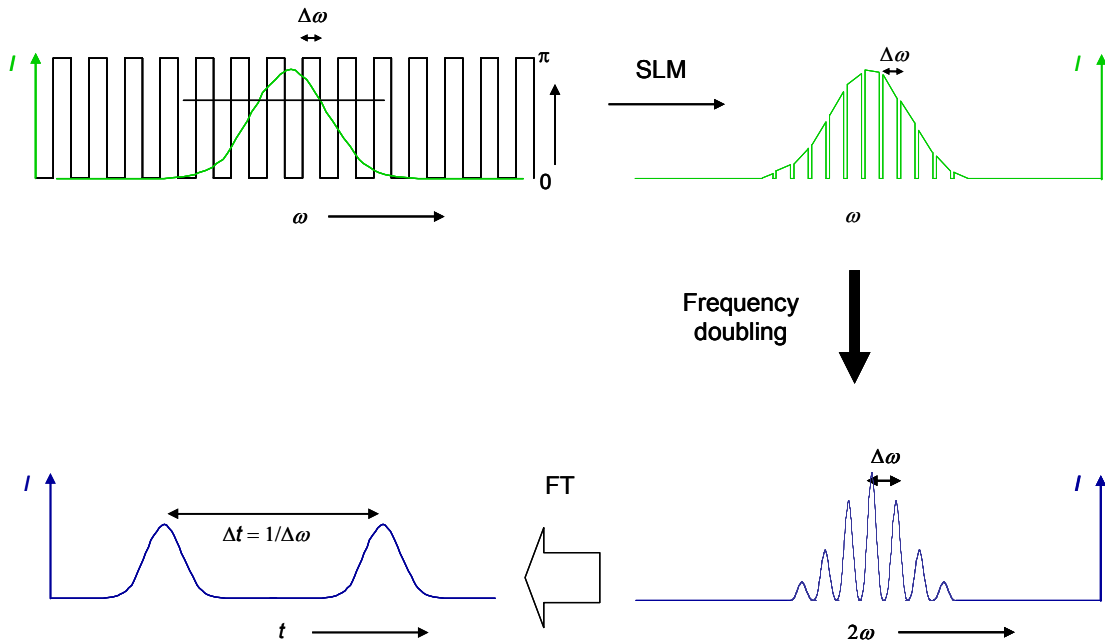 Δω
I
π
0
ω
SLM
Δω
I
ω
Frequency
doubling
I
Δt = 1/Δω
t
FT
Δω
I
2ω